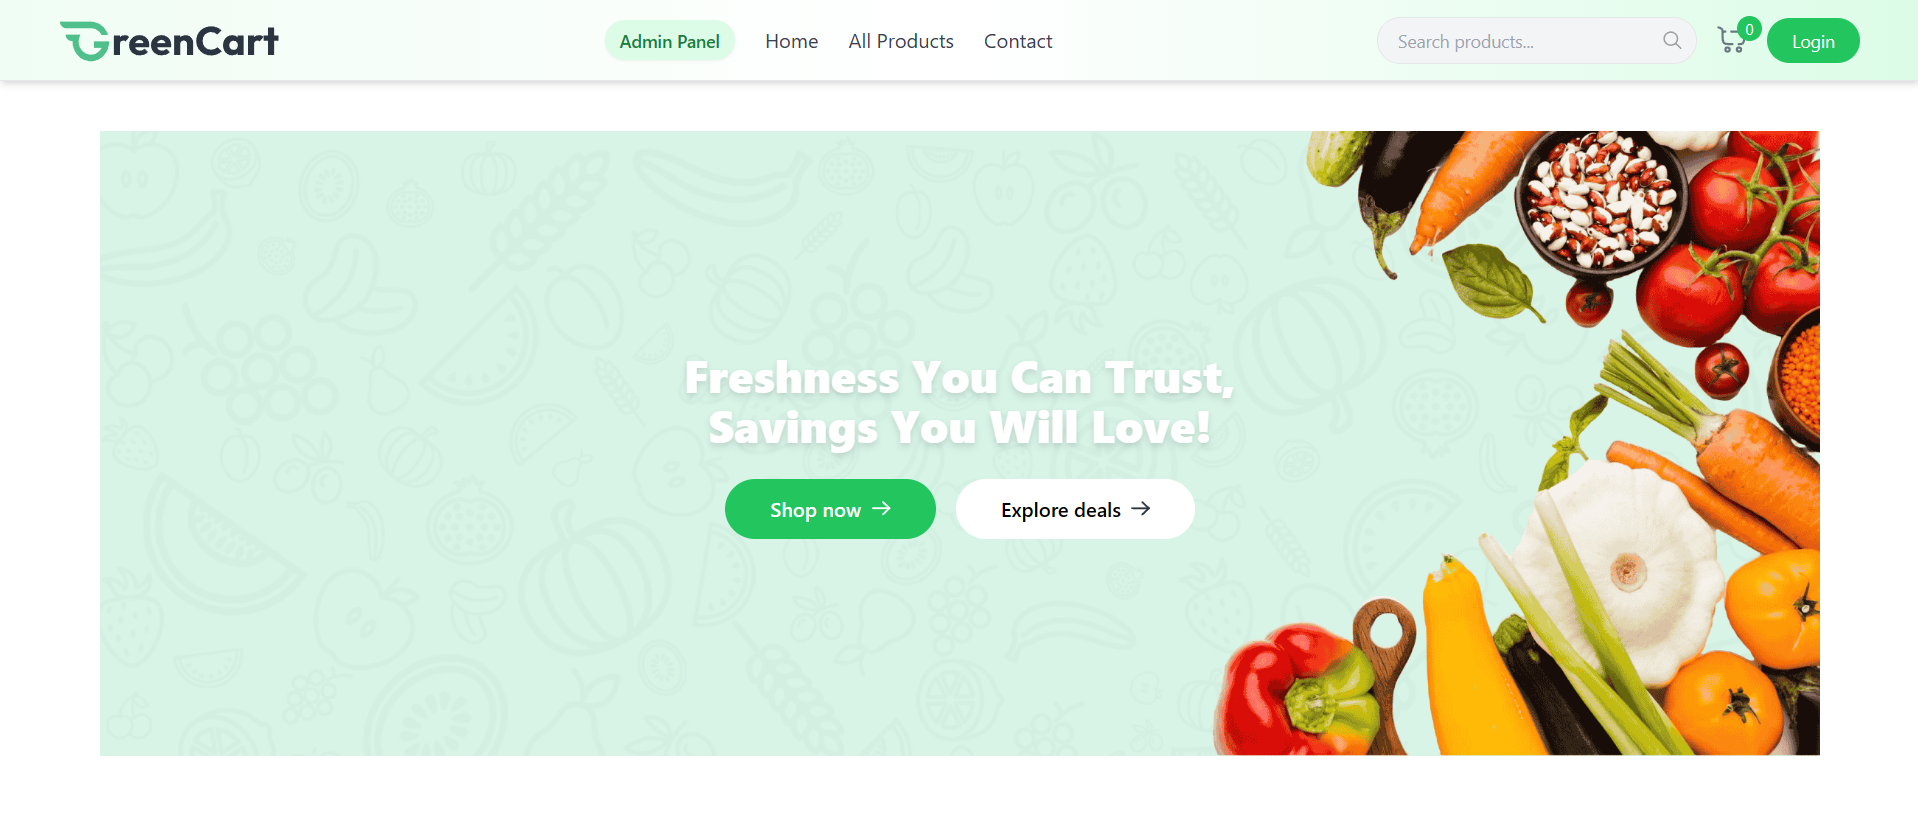 GreenCart
Admin Panel
Home
All Products
Contact
Search products...
0
Login
Freshness You Can Trust,
Savings You Will Love!
Shop now
Explore deals